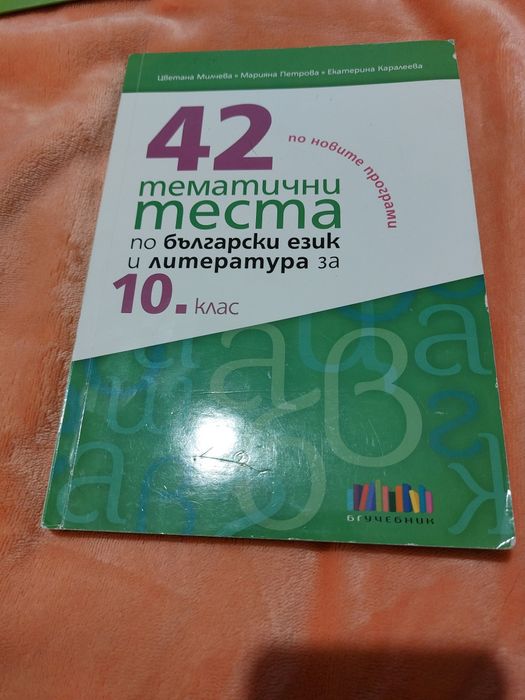 Цветана Милчева • Марияна Петрова • Екатерина Каралеева
42
по новите програми
тематични
теста
по български език
и литература за
10. клас
БГУЧЕБНИК